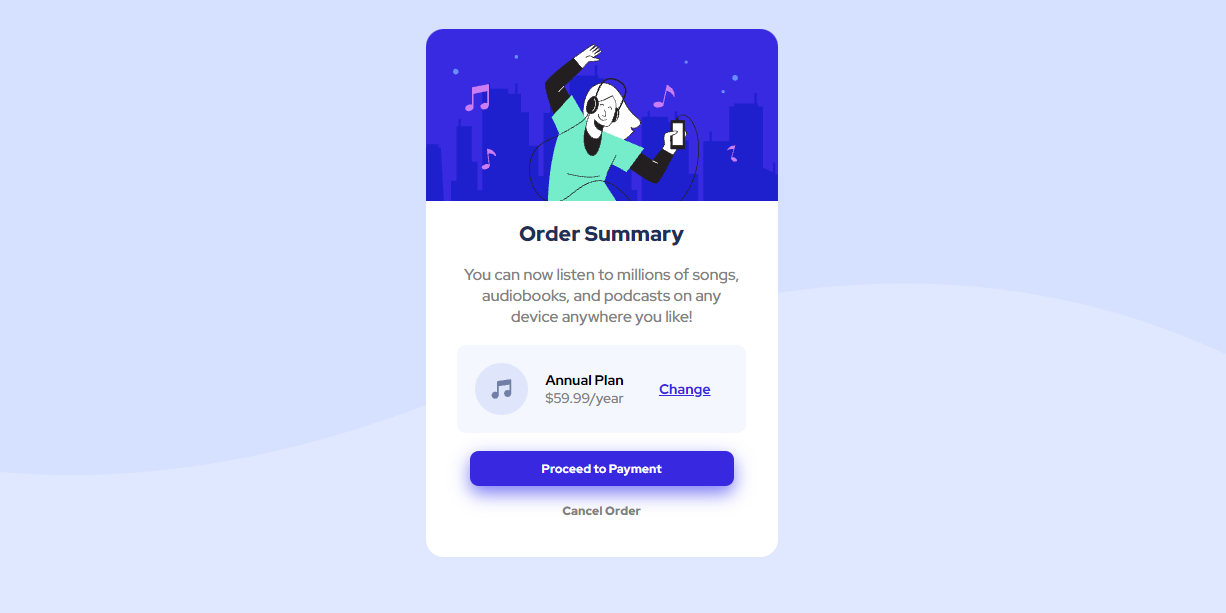 Order Summary
You can now listen to millions of songs,
audiobooks, and podcasts on any
device anywhere you like!
Annual Plan
$59.99/year
Change
Proceed to Payment
Cancel Order